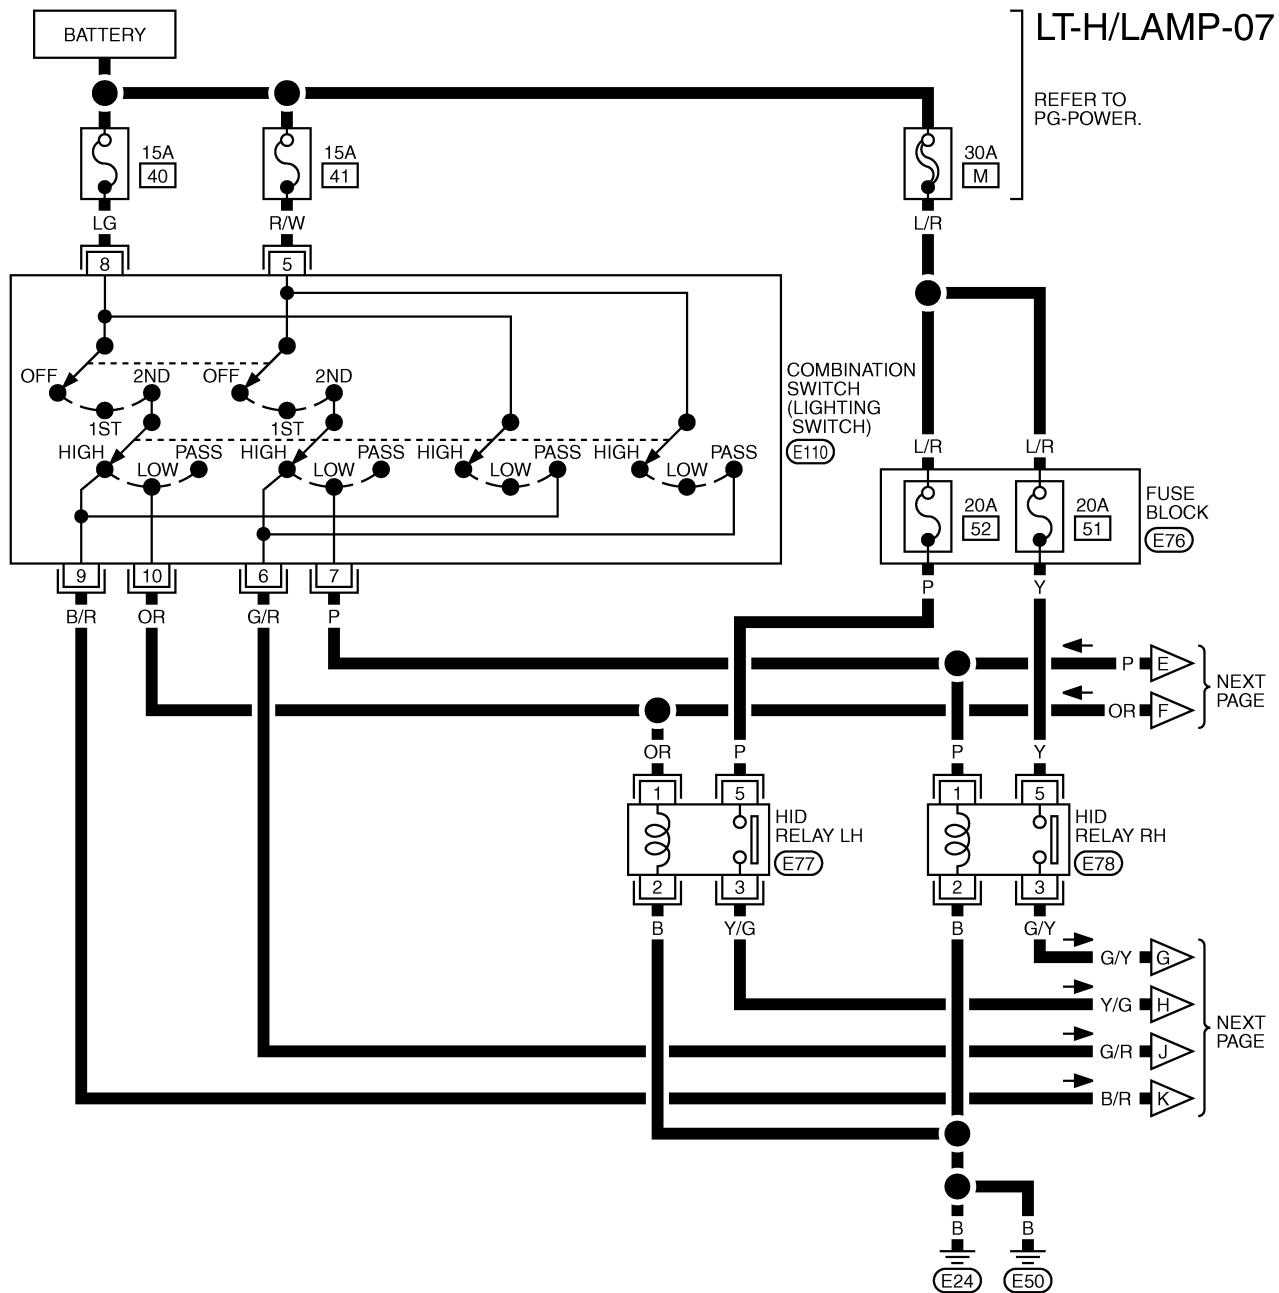 LT-H/LAMP-07
BATTERY
REFER TO
PG-POWER.
15A
40
15A
41
30A
M
LG
R/W
L/R
8
5
OFF
2ND
1ST
OFF
2ND
1ST
HIGH
LOW
PASS
HIGH
LOW
PASS
HIGH
LOW
PASS
HIGH
LOW
PASS
COMBINATION
SWITCH
(LIGHTING
SWITCH)
E110
L/R
L/R
20A
52
20A
51
FUSE
BLOCK
E76
9
10
6
7
B/R
OR
G/R
P
P
Y
P
E
OR
F
NEXT
PAGE
OR
P
P
Y
1
5
1
5
HID
RELAY LH
E77
HID
RELAY RH
E78
2
3
2
3
B
Y/G
B
G/Y
G/Y
G
Y/G
H
G/R
J
B/R
K
NEXT
PAGE
B
B
E24
E50